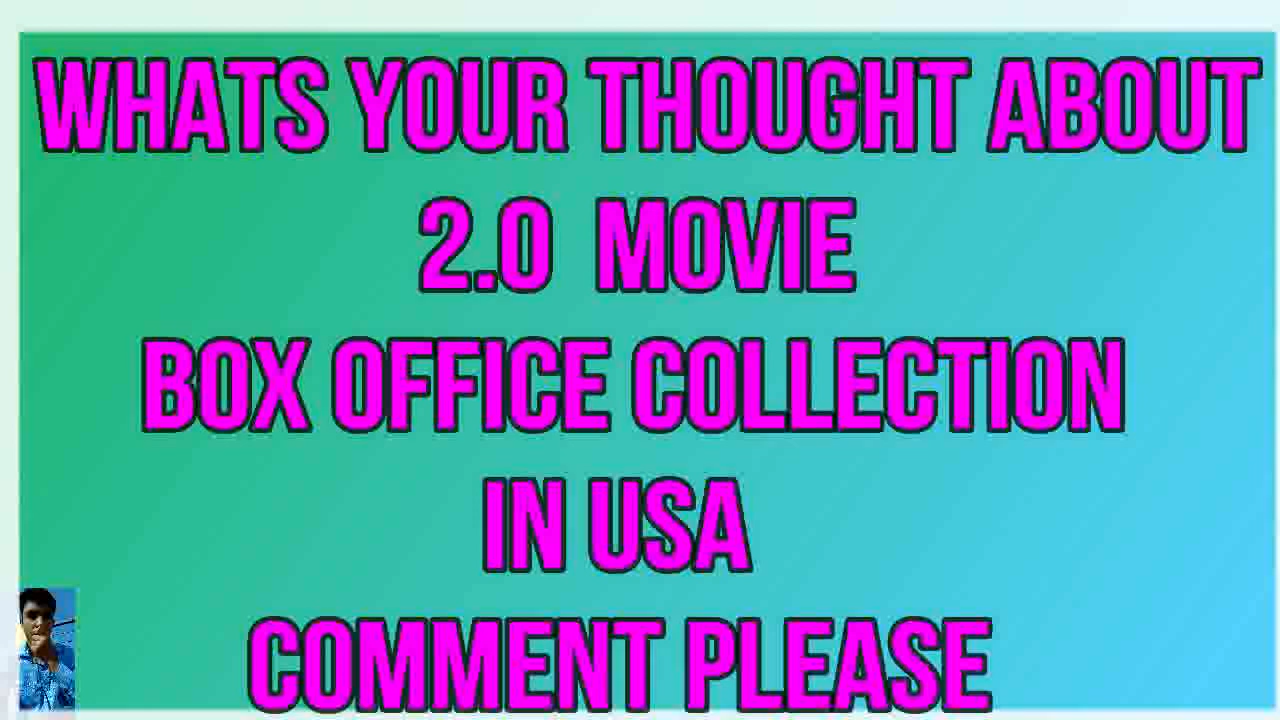 WHATS YOUR THOUGHT ABOUT
2.0 MOVIE
BOX OFFICE COLLECTION
IN USA
COMMENT PLEASE